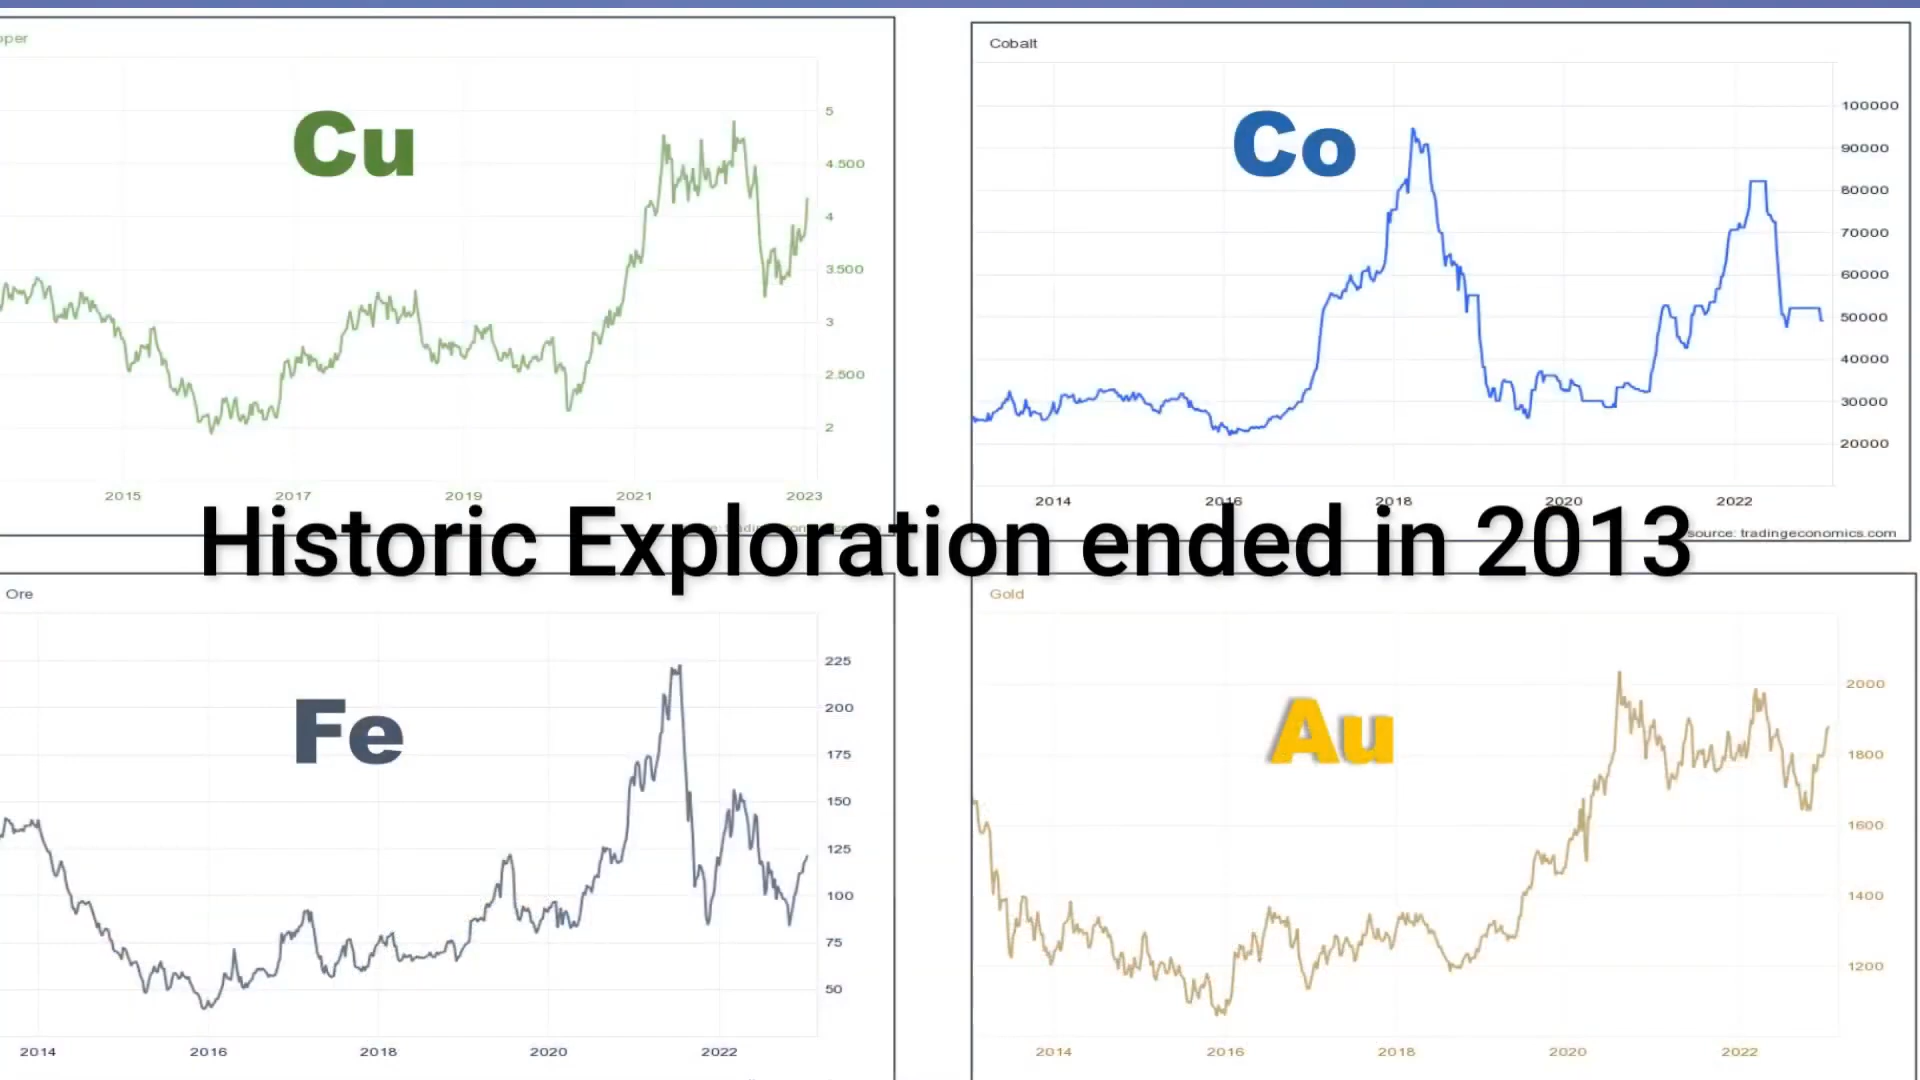 pper
Cu
5
4.500
4
3.500
3
2.500
2
2015 2017 2019 2021 2023
Cobalt
Co
100000
90000
80000
70000
60000
50000
40000
30000
20000
2014 2016 2018 2020 2022
source: tradingeconomics.com
Historic Exploration ended in 2013
Ore
Fe
225
200
175
150
125
100
75
50
2014 2016 2018 2020 2022
Gold
Au
2000
1800
1600
1400
1200
2014 2016 2018 2020 2022